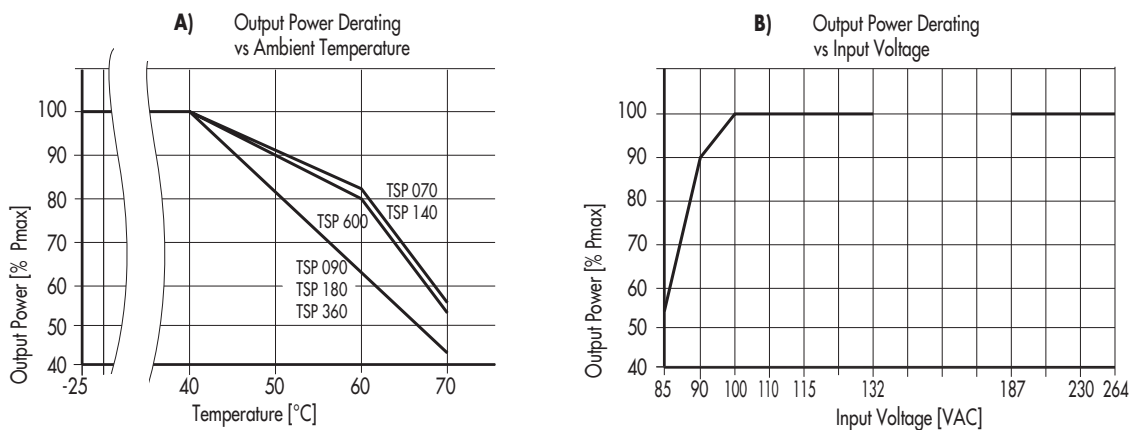 A) Output Power Derating
vs Ambient Temperature
Output Power [% Pmax]
100
90
80
70
60
50
40
TSP 070
TSP 140
TSP 600
TSP 090
TSP 180
TSP 360
-25 40 50 60 70
Temperature [°C]
B) Output Power Derating
vs Input Voltage
Output Power [% Pmax]
100
90
80
70
60
50
40
85 90 100 110 115 132 187 230 264
Input Voltage [VAC]